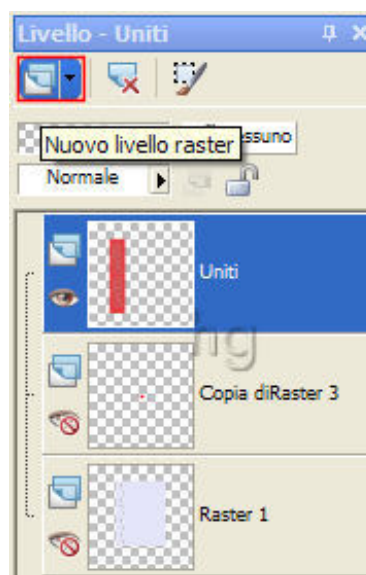 Livello - Uniti
Nuovo livello raster
Normale
Uniti
Copia diRaster 3
Raster 1